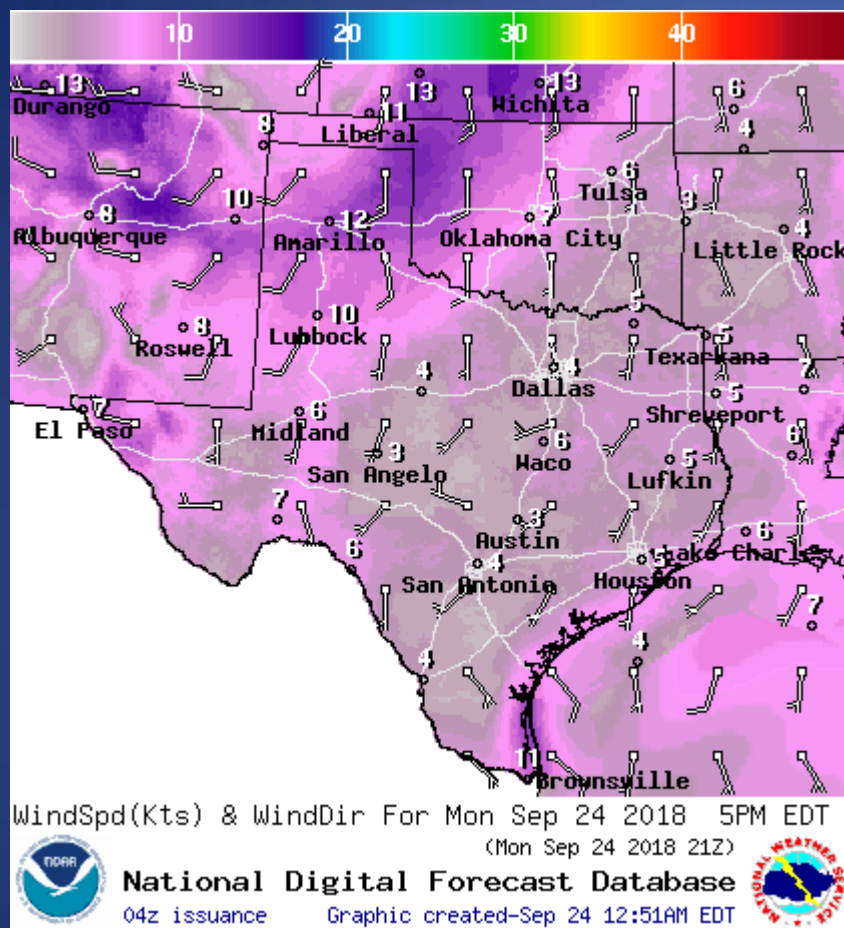 10 20 30 40
13 13 13 6
Durango 11 Wichita
8 Liberal 4
6
Tulsa
8 10 12 7 3 4
Albuquerque Amarillo Oklahoma City Little Rock
8 10 5
Roswell Lubbock 5 Texarkana
4 4
Dallas 5 7
7 6 Shreveport
El Paso Midland 6 6
San Angelo 3 Waco 5
Lufkin
7 3 6
Austin
6 4 5 Lake Charles
San Antonio Houston
7
4 4
11
Brownsville
WindSpd(Kts) & WindDir For Mon Sep 24 2018 5PM EDT
(Mon Sep 24 2018 21Z)
NOAA
National Digital Forecast Database
NATIONAL WEATHER SERVICE
04z issuance Graphic created-Sep 24 12:51AM EDT